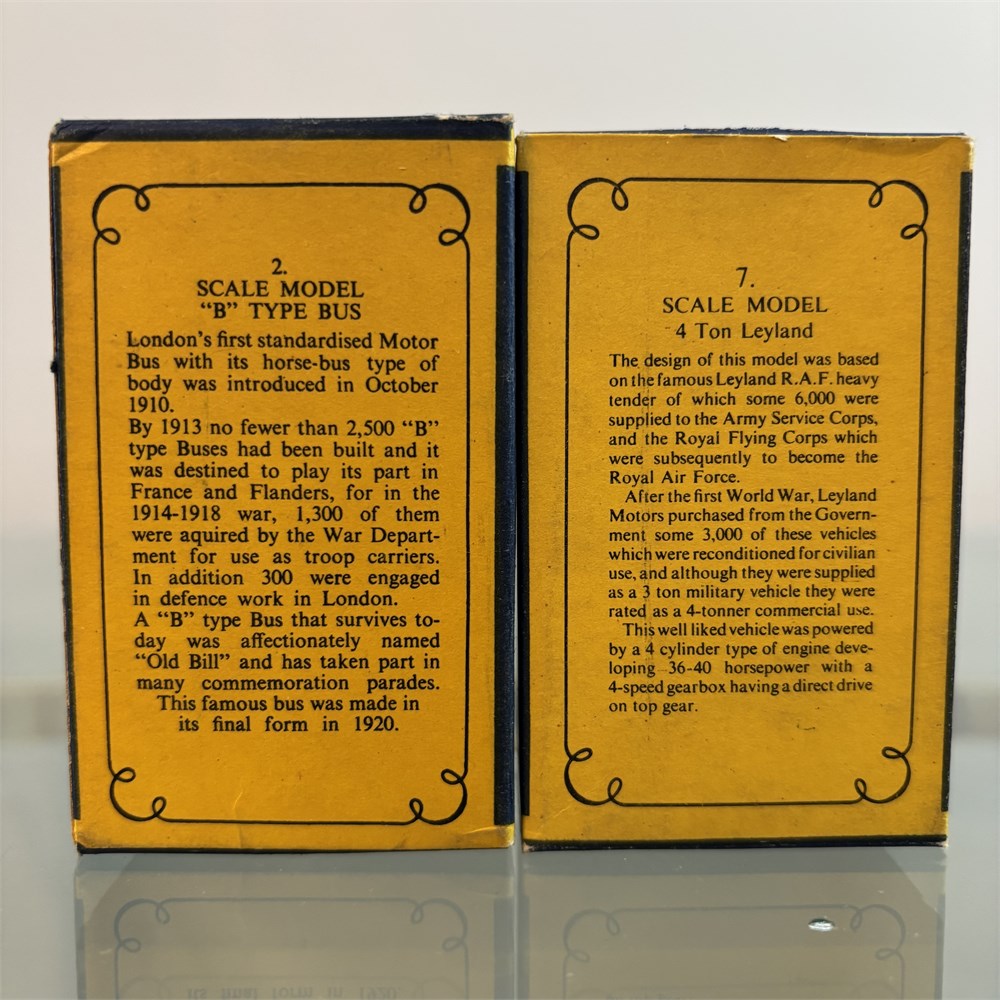 2.
SCALE MODEL
“B” TYPE BUS
London's first standardised Motor
Bus with its horse-bus type of
body was introduced in October
1910.
By 1913 no fewer than 2,500 “B”
type Buses had been built and it
was destined to play its part in
France and Flanders, for in the
1914-1918 war, 1,300 of them
were aquired by the War Depart-
ment for use as troop carriers.
In addition 300 were engaged
in defence work in London.
A “B” type Bus that survives to-
day was affectionately named
“Old Bill” and has taken part in
many commemoration parades.
This famous bus was made in
its final form in 1920.
7.
SCALE MODEL
4 Ton Leyland
The design of this model was based
on the famous Leyland R.A.F. heavy
tender of which some 6,000 were
supplied to the Army Service Corps,
and the Royal Flying Corps which
were subsequently to become the
Royal Air Force.
After the first World War, Leyland
Motors purchased from the Govern-
ment some 3,000 of these vehicles
which were reconditioned for civilian
use, and although they were supplied
as a 3 ton military vehicle they were
rated as a 4-tonner commercial use.
This well liked vehicle was powered
by a 4 cylinder type of engine deve-
loping 36-40 horsepower with a
4-speed gearbox having a direct drive
on top gear.